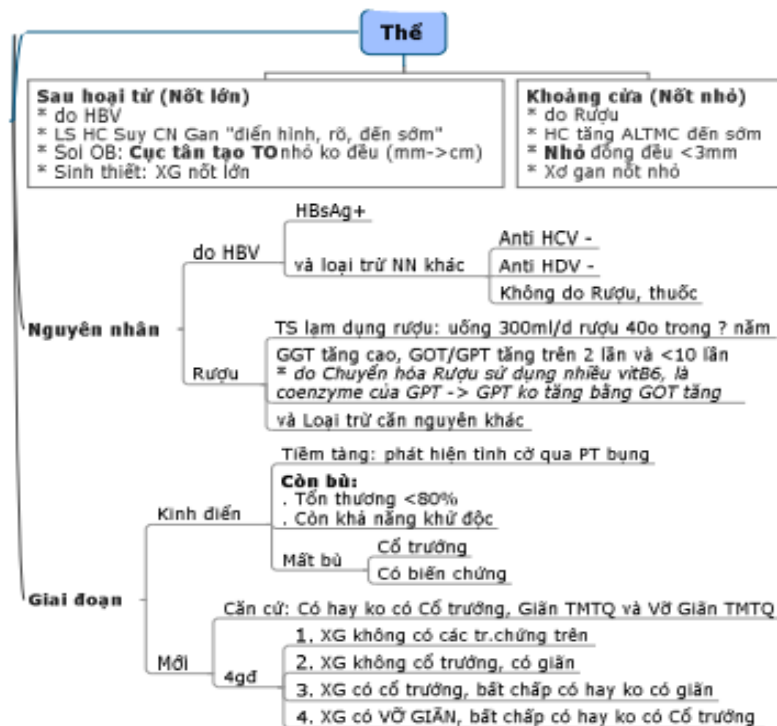 Thể
Sau hoại tử (Nốt lớn)
* do HBV
* LS HC Suy CN Gan "điển hình, rõ, đến sớm"
* Soi OB: Cục tân tạo TO nhỏ ko đều (mm->cm)
* Sinh thiết: XG nốt lớn
Khoảng cửa (Nốt nhỏ)
* do Rượu
* HC tăng ALTMC đến sớm
* Nhỏ đồng đều <3mm
* Xơ gan nốt nhỏ
Nguyên nhân
do HBV
HBsAg+
và loại trừ NN khác
Anti HCV -
Anti HDV -
Không do Rượu, thuốc
Rượu
TS lạm dụng rượu: uống 300ml/d rượu 40o trong ? năm
GGT tăng cao, GOT/GPT tăng trên 2 lần và <10 lần
* do Chuyển hóa Rượu sử dụng nhiều vitB6, là
coenzyme của GPT -> GPT ko tăng bằng GOT tăng
và Loại trừ căn nguyên khác
Giai đoạn
Kinh điển
Tiềm tàng: phát hiện tình cờ qua PT bụng
Còn bù:
. Tổn thương <80%
. Còn khả năng khử độc
Mất bù
Cổ trướng
Có biến chứng
Mới
Căn cứ: Có hay ko có Cổ trướng, Giãn TMTQ và Vỡ Giãn TMTQ
4gđ
1. XG không có các tr.chứng trên
2. XG không cổ trướng, có giãn
3. XG có cổ trướng, bất chấp có hay ko có giãn
4. XG có VỠ GIÃN, bất chấp có hay ko có Cổ trướng